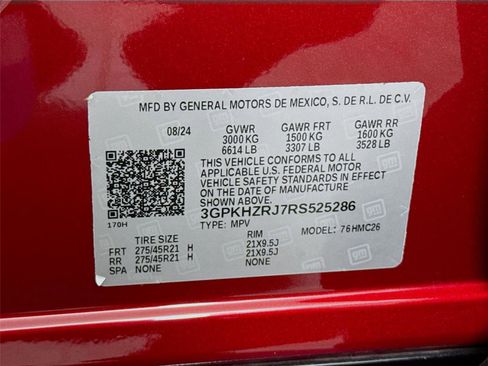 MFD BY GENERAL MOTORS DE MEXICO, S. DE R.L. DE C.V.
08/24 GVWR GAWR FRT GAWR RR
3000 KG 1500 KG 1600 KG
6614 LB 3307 LB 3528 LB
THIS VEHICLE CONFORMS TO ALL
APPLICABLE U.S. FEDERAL MOTOR
VEHICLE SAFETY STANDARDS IN
EFFECT ON THE DATE OF
MANUFACTURE SHOWN ABOVE.
3GPKHZRJ7RS525286
170H TYPE: MPV MODEL: 76HMC26
TIRE SIZE RIM
FRT 275/45R21 H 21X9.5J
RR 275/45R21 H 21X9.5J
SPA NONE NONE